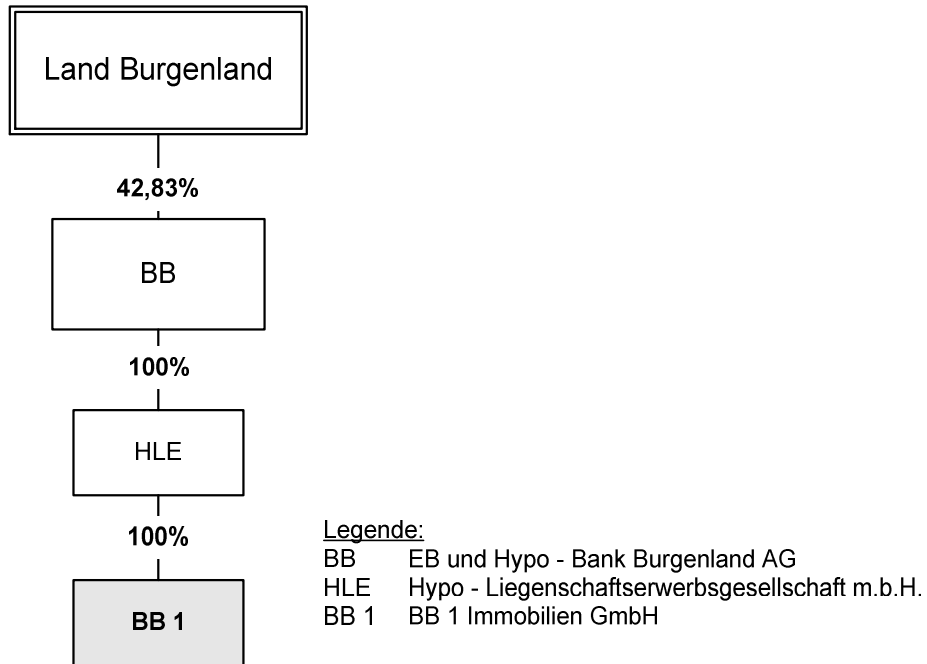 Land Burgenland
42,83%
BB
100%
HLE
100%
BB 1
Legende:
BB EB und Hypo - Bank Burgenland AG
HLE Hypo - Liegenschaftserwerbsgesellschaft m.b.H.
BB 1 BB 1 Immobilien GmbH